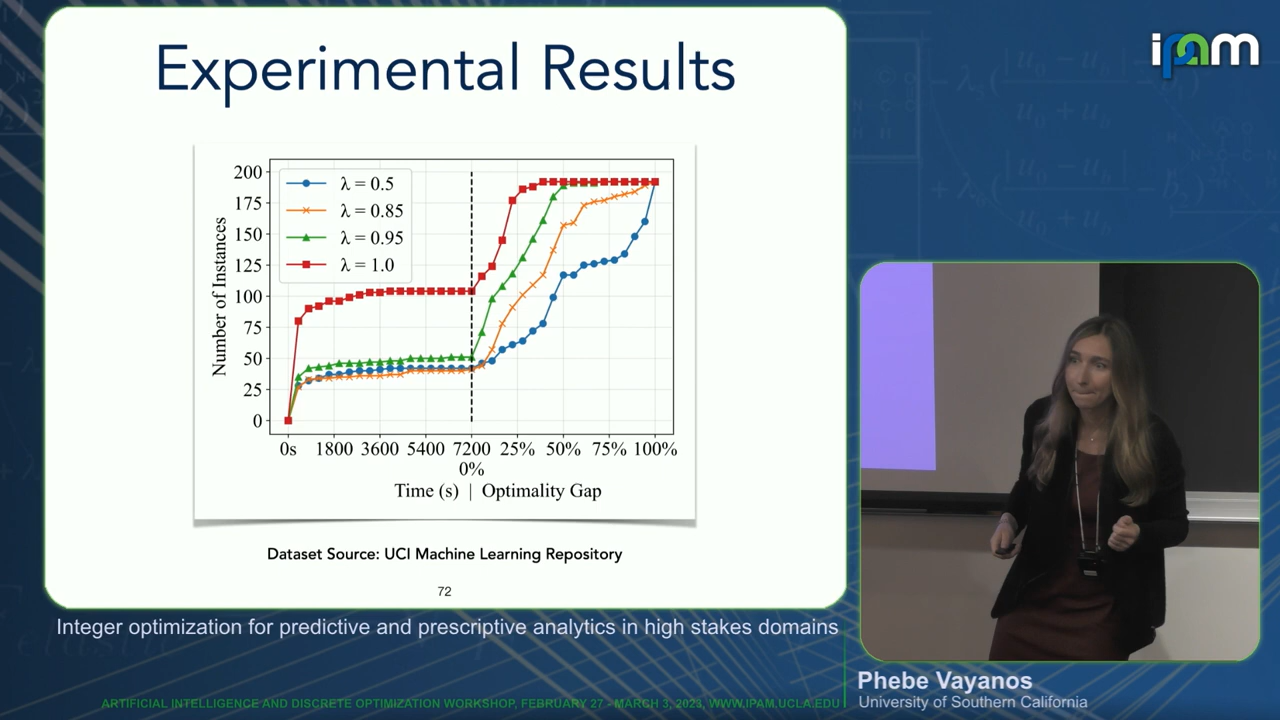 Experimental Results
ipam
200
175
150
125
100
75
50
25
0
Number of Instances
λ = 0.5
λ = 0.85
λ = 0.95
λ = 1.0
0s 1800 3600 5400 7200 25% 50% 75% 100%
0%
Time (s) | Optimality Gap
Dataset Source: UCI Machine Learning Repository
72
Integer optimization for predictive and prescriptive analytics in high stakes domains
Phebe Vayanos
University of Southern California
ARTIFICIAL INTELLIGENCE AND DISCRETE OPTIMIZATION WORKSHOP, FEBRUARY 27 - MARCH 3, 2023, WWW.IPAM.UCLA.EDU